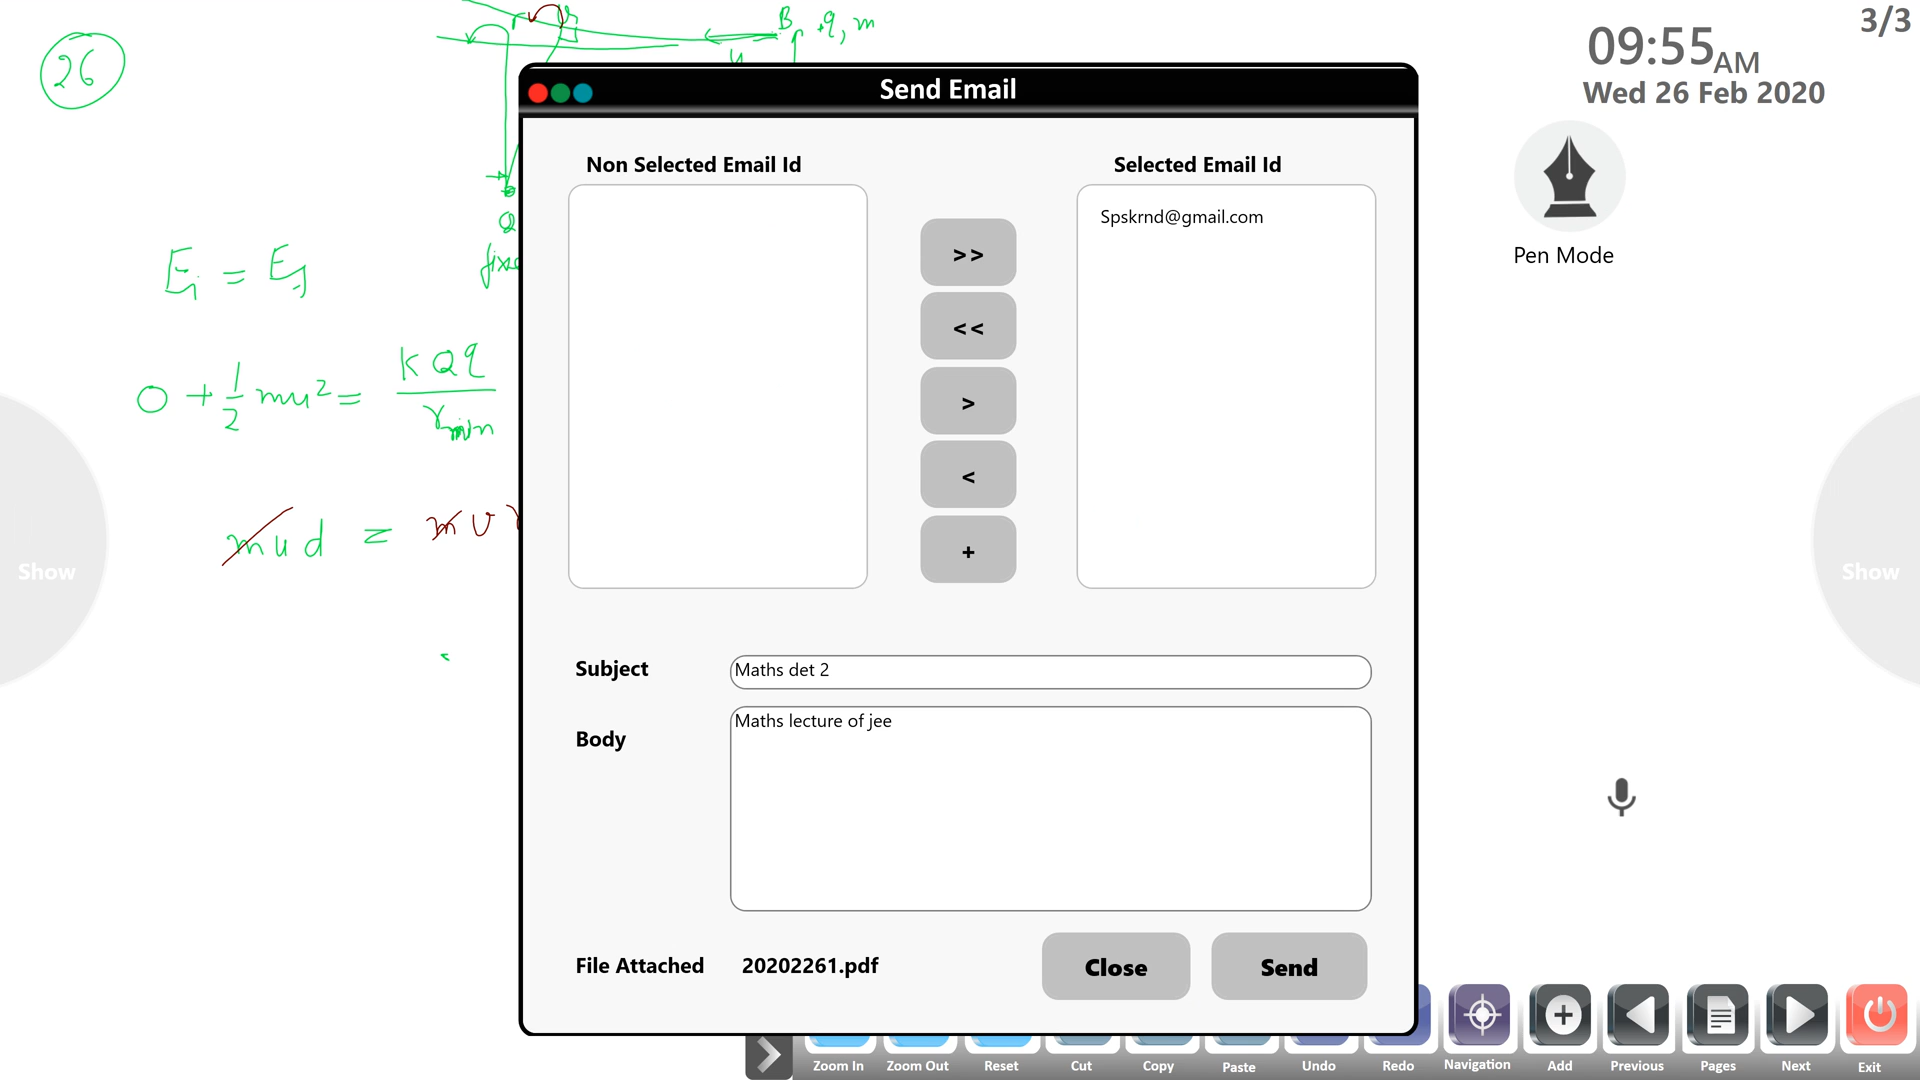 3/3
09:55 AM
Wed 26 Feb 2020
26
B
+q, m
u
Send Email
Non Selected Email Id
Selected Email Id
Spskrnd@gmail.com
>>
<<
>
<
+
Pen Mode
Q
Ei = Ef
0 + 1/2 mu² = KQq / rmin
mud = mv
Show
Show
Subject
Maths det 2
Body
Maths lecture of jee
File Attached
20202261.pdf
Close
Send
Zoom In
Zoom Out
Reset
Cut
Copy
Paste
Undo
Redo
Navigation
Add
Previous
Pages
Next
Exit